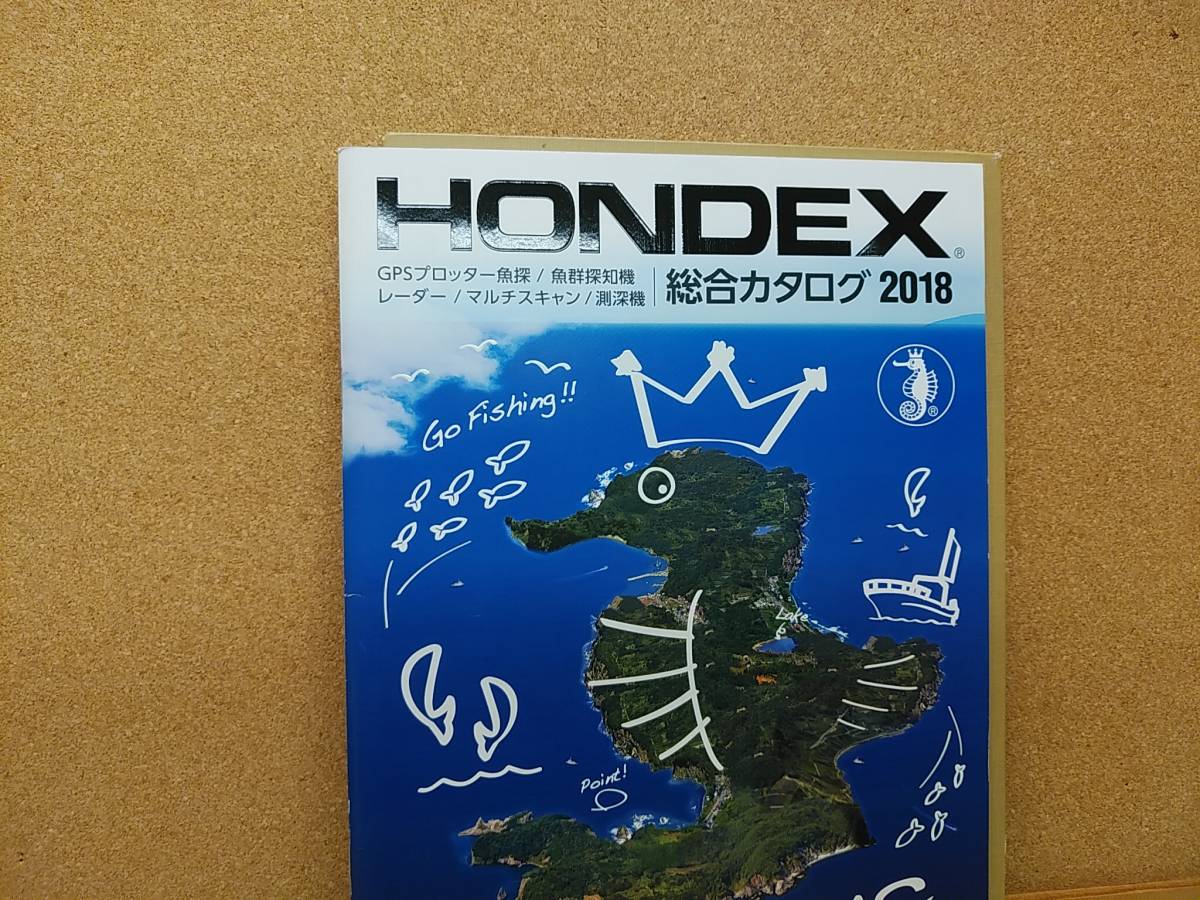 HONDEX®
GPSプロッター魚探 / 魚群探知機
レーダー / マルチスキャン / 測深機
総合カタログ 2018
®
Go Fishing!!
Lake
Point!